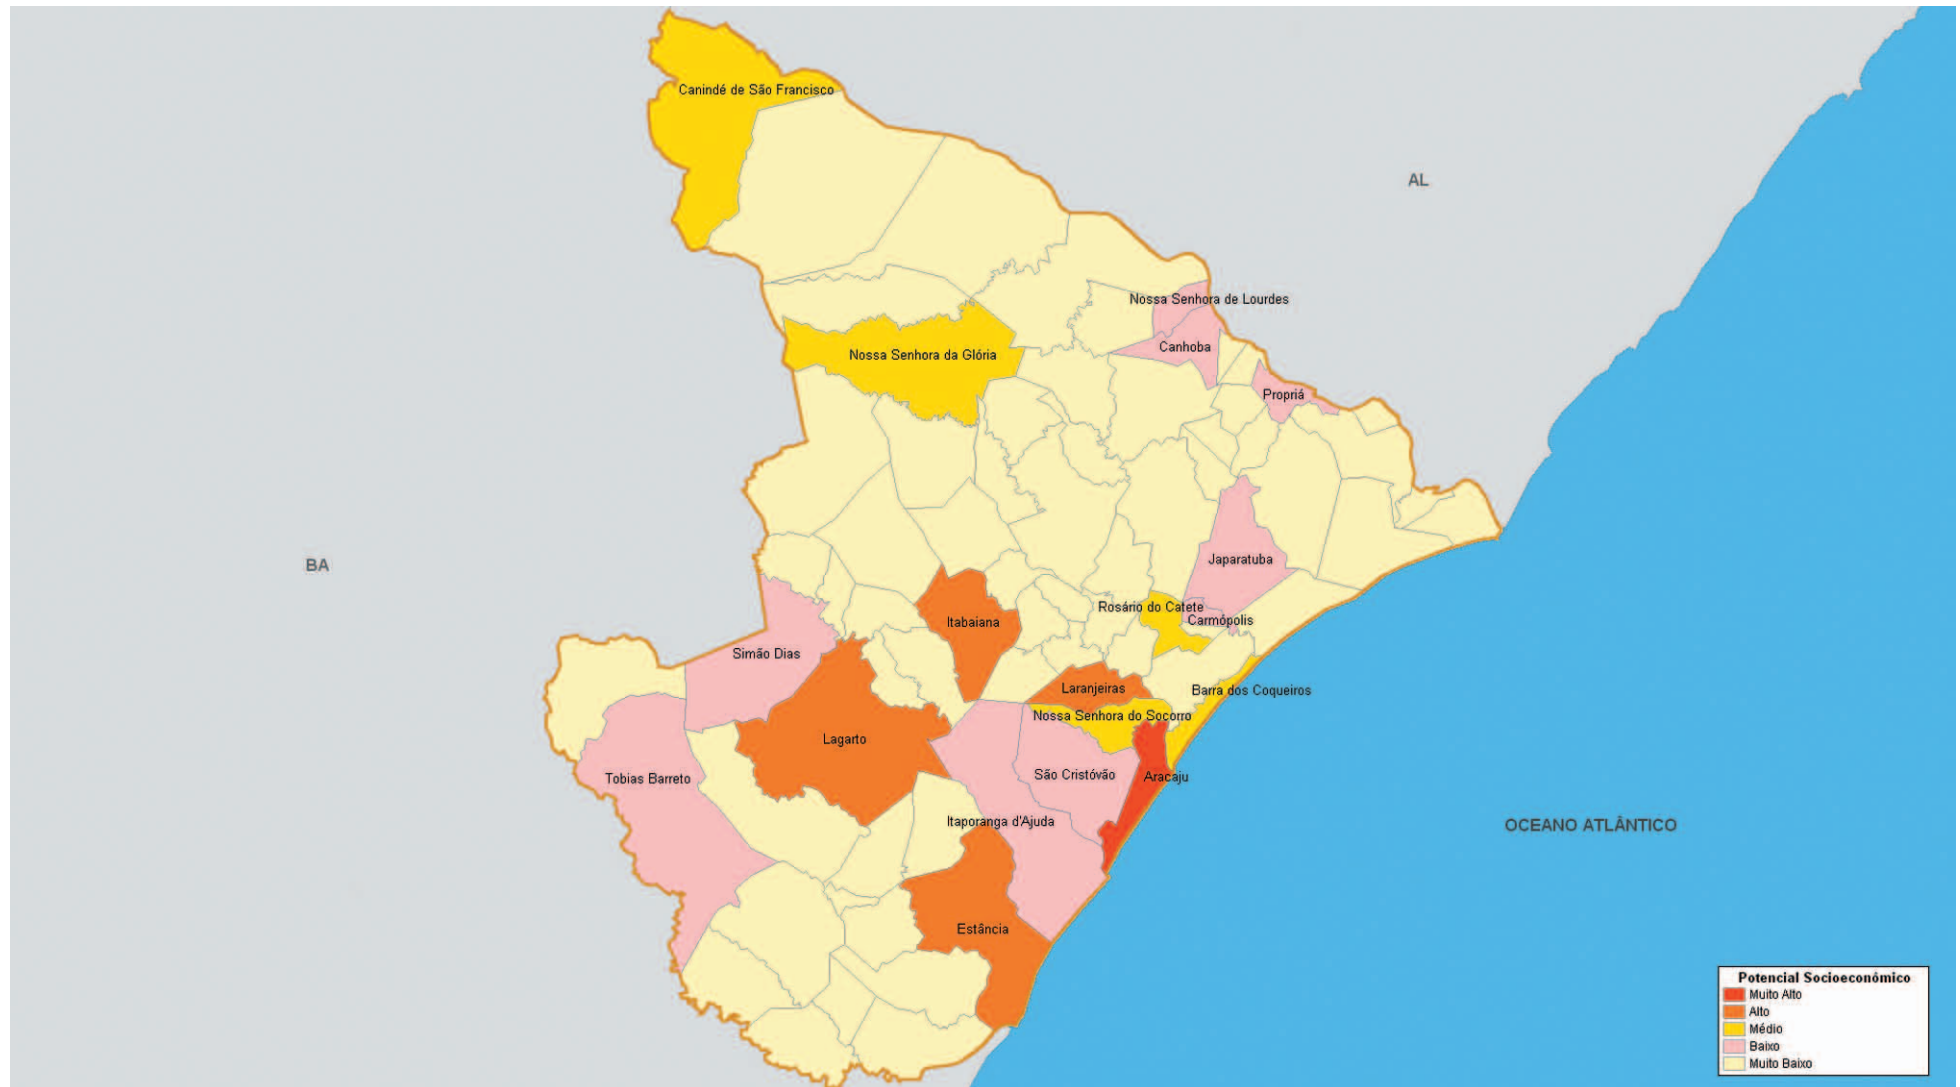 Canindé de São Francisco
AL
Nossa Senhora de Lourdes
Canhoba
Nossa Senhora da Glória
Propriá
BA
Japaratuba
Rosário do Catete
Carmópolis
Itabaiana
Simão Dias
Laranjeiras
Barra dos Coqueiros
Nossa Senhora do Socorro
Lagarto
São Cristóvão
Aracaju
Tobias Barreto
Itaporanga d'Ajuda
OCEANO ATLÂNTICO
Estância
Potencial Socioeconómico
Muito Alto
Alto
Médio
Baixo
Muito Baixo